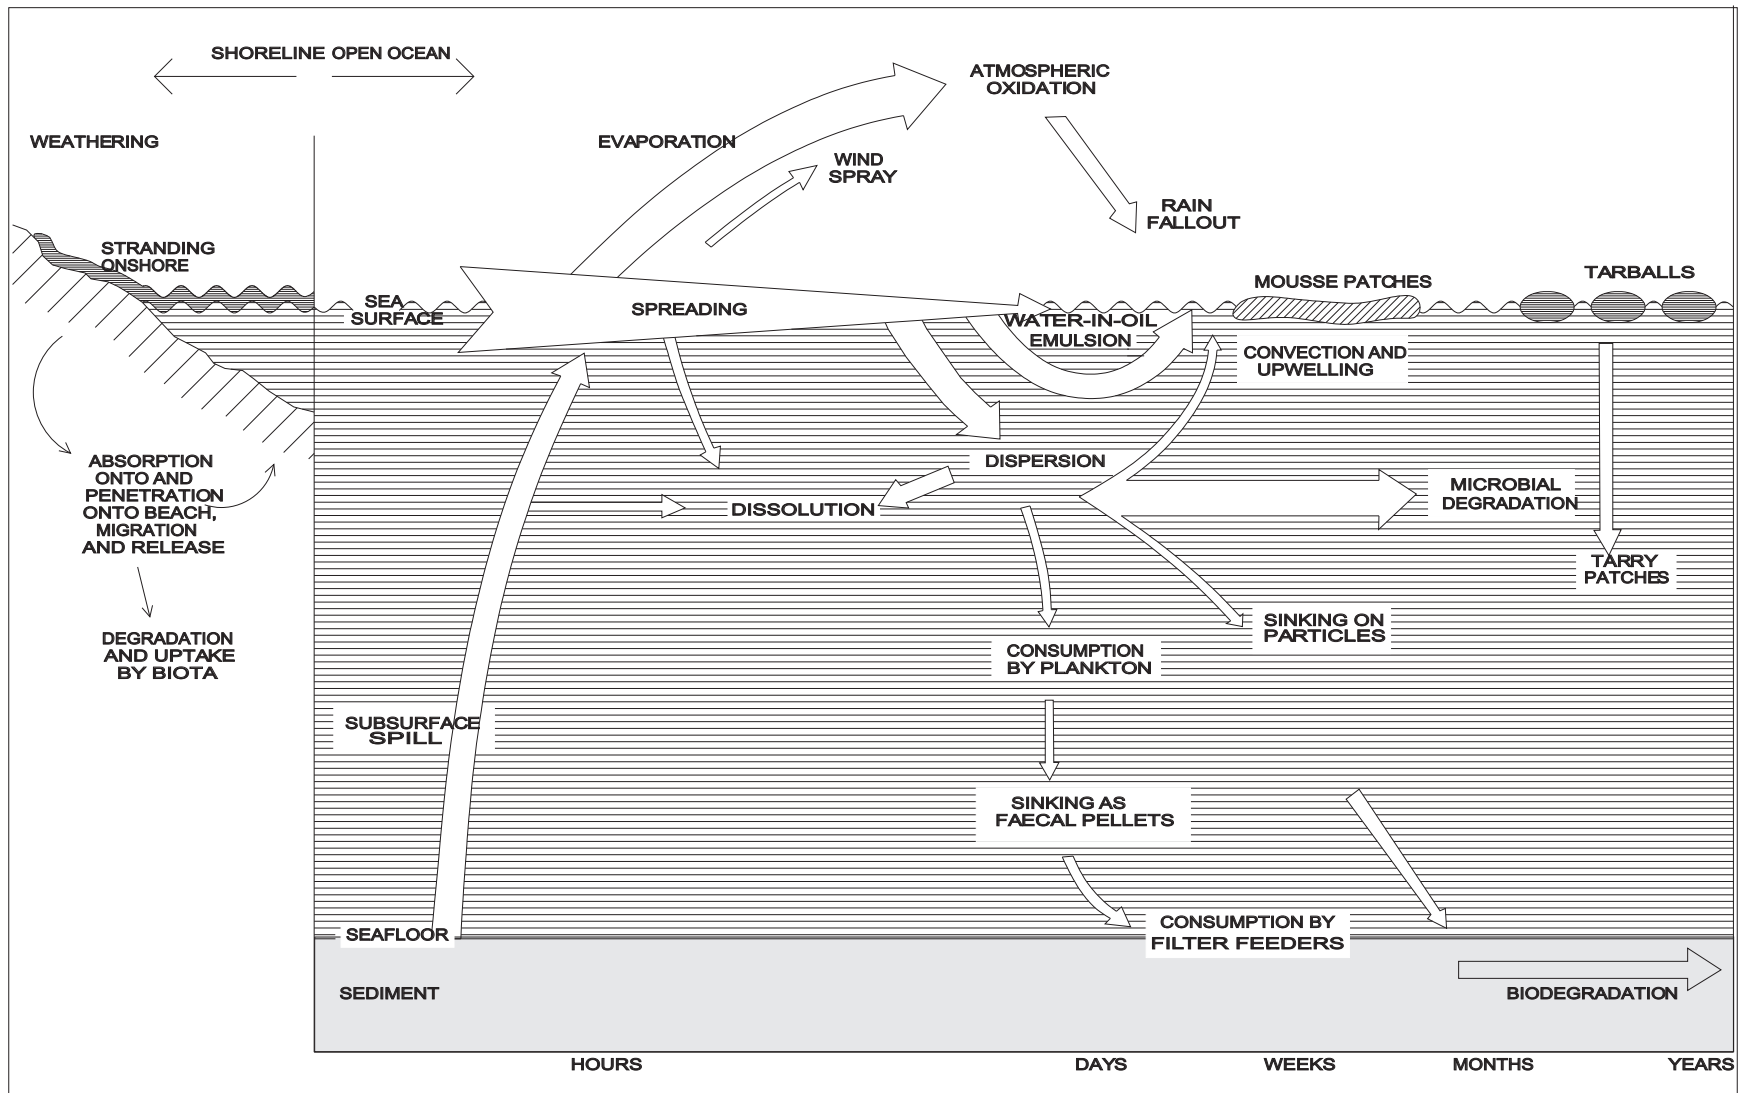 SHORELINE OPEN OCEAN
ATMOSPHERIC
OXIDATION
WEATHERING
EVAPORATION
WIND
SPRAY
RAIN
FALLOUT
STRANDING
ONSHORE
SEA
SURFACE
SPREADING
MOUSSE PATCHES
TARBALLS
WATER-IN-OIL
EMULSION
CONVECTION AND
UPWELLING
ABSORPTION
ONTO AND
PENETRATION
ONTO BEACH,
MIGRATION
AND RELEASE
DISPERSION
DISSOLUTION
MICROBIAL
DEGRADATION
TARRY
PATCHES
DEGRADATION
AND UPTAKE
BY BIOTA
SINKING ON
PARTICLES
CONSUMPTION
BY PLANKTON
SUBSURFACE
SPILL
SINKING AS
FAECAL PELLETS
SEAFLOOR
CONSUMPTION BY
FILTER FEEDERS
SEDIMENT
BIODEGRADATION
HOURS DAYS WEEKS MONTHS YEARS